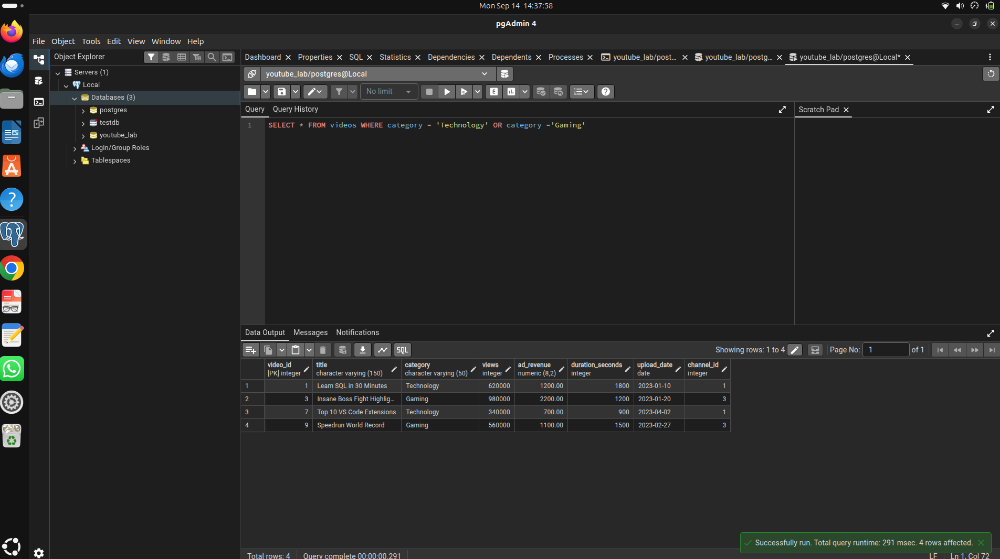 Mon Sep 14 14:37:58
pgAdmin 4
File Object Tools Edit View Window Help
Object Explorer
Servers (1)
Local
Databases (3)
postgres
testdb
youtube_lab
Login/Group Roles
Tablespaces
Dashboard Properties SQL Statistics Dependencies Dependents Processes youtube_lab/post... youtube_lab/postg... youtube_lab/postgres@Local*
youtube_lab/postgres@Local
No limit
E
Query Query History
Scratch Pad
1 SELECT * FROM videos WHERE category = 'Technology' OR category ='Gaming'
Data Output Messages Notifications
SQL
Showing rows: 1 to 4
Page No: 1 of 1
video_id title category views ad_revenue duration_seconds upload_date channel_id
[PK] integer character varying (150) character varying (50) integer numeric (8,2) integer date integer
1 1 Learn SQL in 30 Minutes Technology 620000 1200.00 1800 2023-01-10 1
2 3 Insane Boss Fight Highlig... Gaming 980000 2200.00 1200 2023-01-20 3
3 7 Top 10 VS Code Extensions Technology 340000 700.00 900 2023-04-02 1
4 9 Speedrun World Record Gaming 560000 1100.00 1500 2023-02-27 3
Successfully run. Total query runtime: 291 msec. 4 rows affected.
Total rows: 4 Query complete 00:00:00.291
LF Ln 1, Col 72